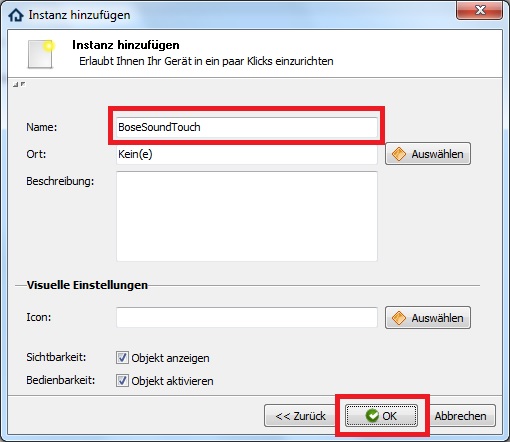 Instanz hinzufügen
Instanz hinzufügen
Erlaubt Ihnen Ihr Gerät in ein paar Klicks einzurichten
Name: BoseSoundTouch
Ort: Kein(e) Auswählen
Beschreibung:
Visuelle Einstellungen
Icon: Auswählen
Sichtbarkeit: Objekt anzeigen
Bedienbarkeit: Objekt aktivieren
<< Zurück OK Abbrechen